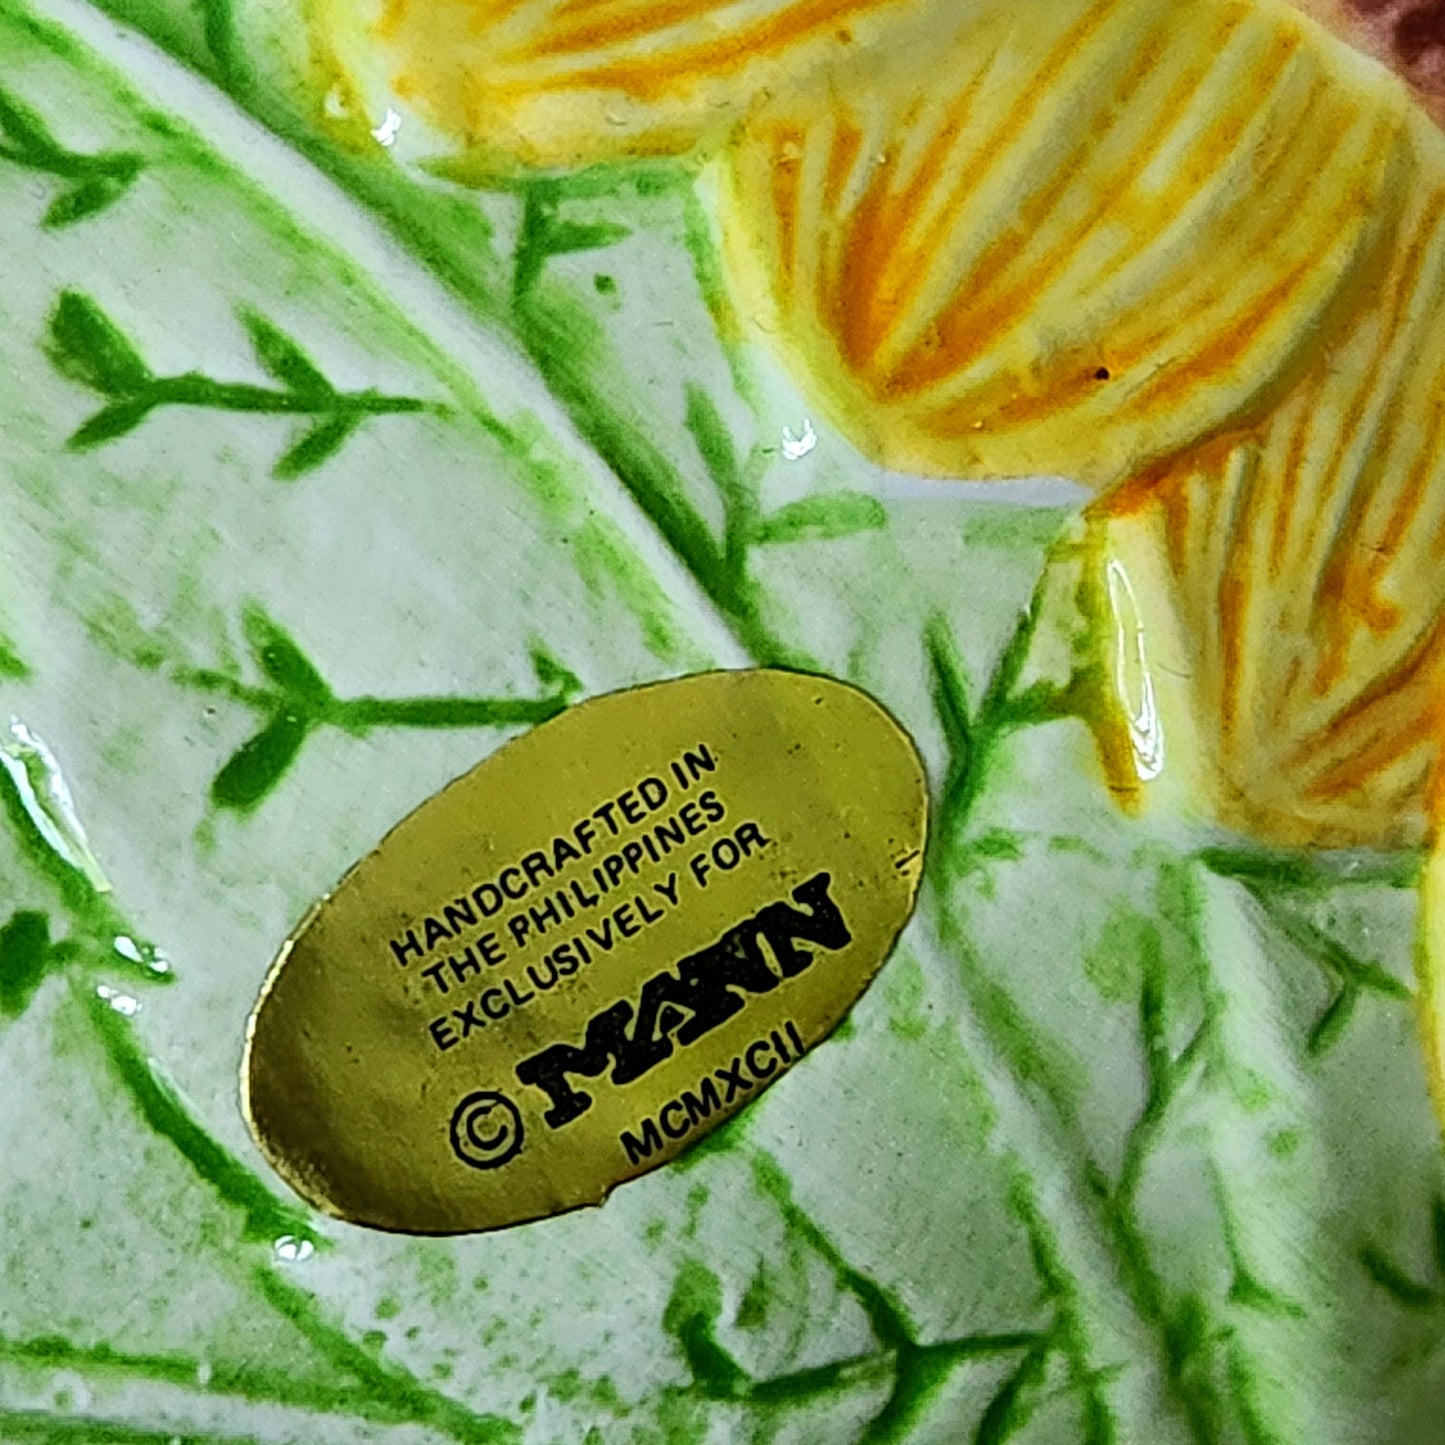 HANDCRAFTED IN
THE PHILIPPINES
EXCLUSIVELY FOR
© MANN
MCMXCII